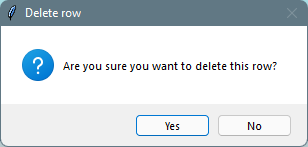 Delete row
Are you sure you want to delete this row?
Yes
No